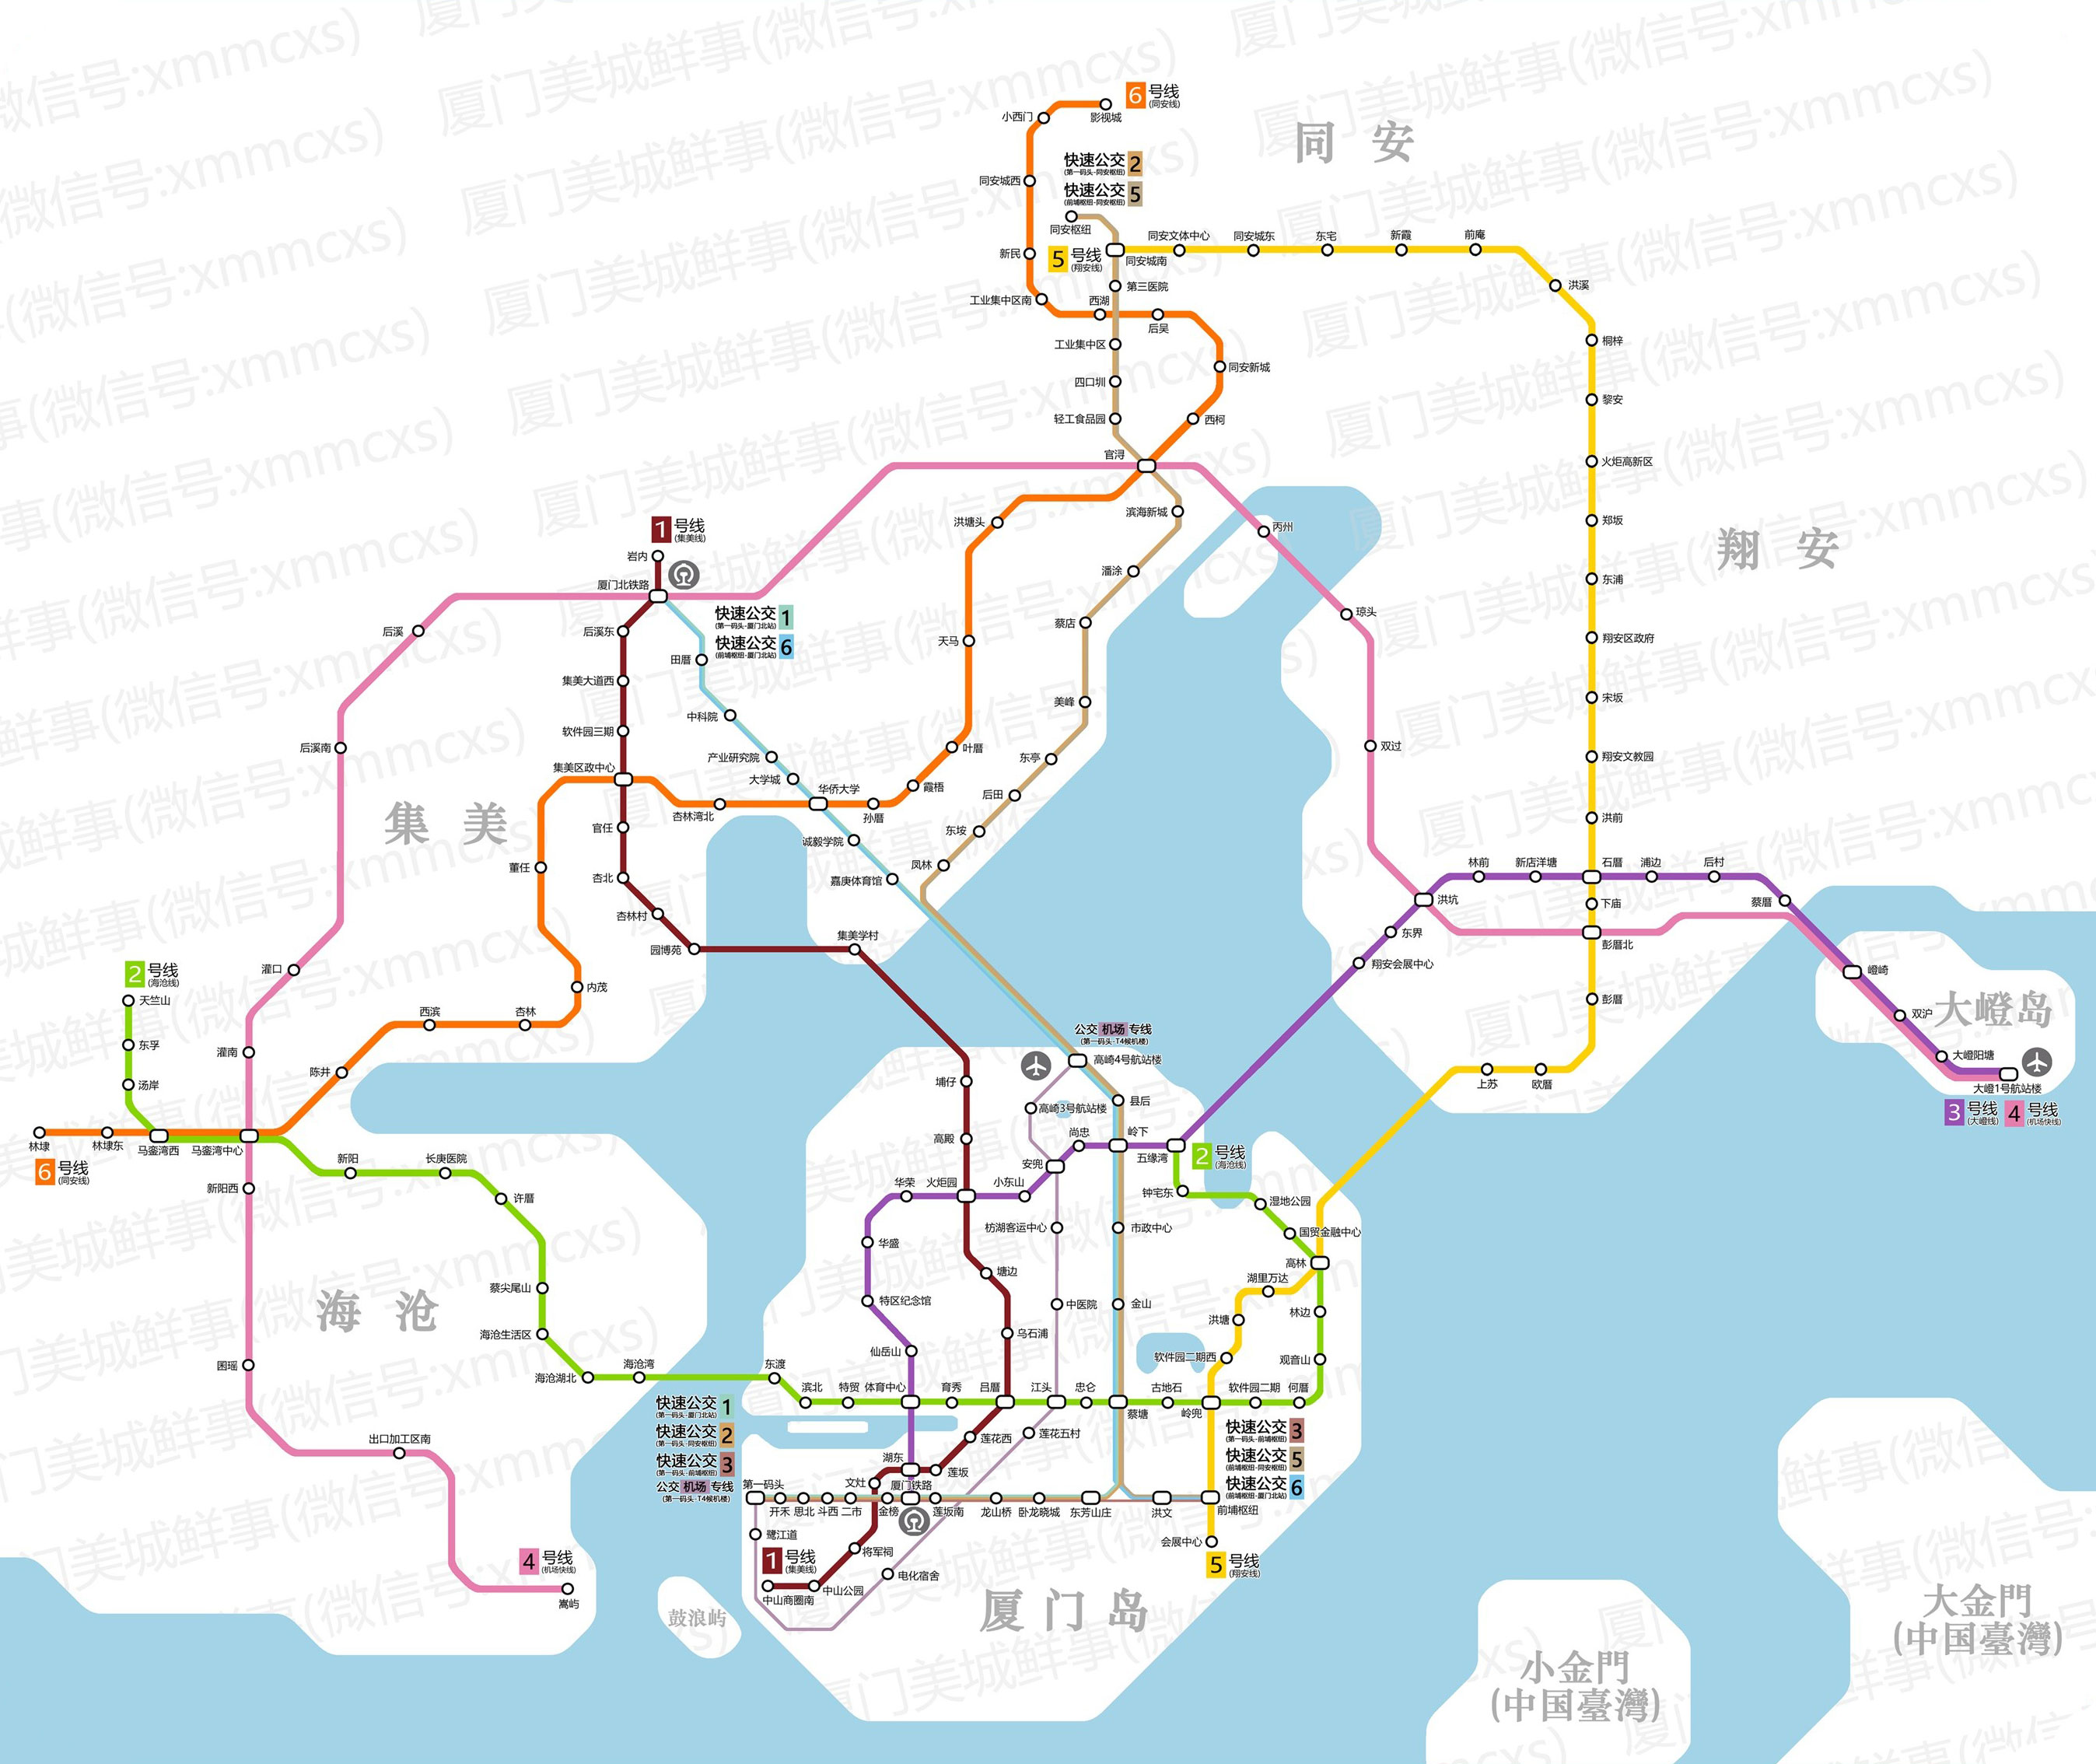 厦门美城鲜事(微信号:xmmcxs)
6 号线
(同安线)
小西门
影视城
同安
快速公交 2
(第一码头-同安枢纽)
快速公交 5
(前埔枢纽-同安枢纽)
同安城西
同安枢纽
新民
5 号线
(翔安线)
同安城南
同安文体中心
同安城东
东宅
新霞
前庵
洪溪
第三医院
工业集中区南
西湖
后吴
工业集中区
桐梓
四口圳
同安新城
黎安
轻工食品园
西柯
官浔
火炬高新区
滨海新城
洪塘头
丙州
郑坂
翔安
1 号线
(集美线)
岩内
厦门北铁路
潘涂
东浦
快速公交 1
(第一码头-厦门北站)
快速公交 6
(前埔枢纽-厦门北站)
后溪
后溪东
田厝
天马
蔡店
琼头
翔安区政府
集美大道西
中科院
美峰
宋坂
软件园三期
后溪南
叶厝
双过
产业研究院
东亭
翔安文教园
集美区政中心
大学城
华侨大学
霞梧
后田
集美
杏林湾北
孙厝
洪前
官任
诚毅学院
东垵
董任
杏北
嘉庚体育馆
凤林
林前
新店洋塘
石厝
浦边
后村
杏林村
洪坑
下庙
蔡厝
园博苑
集美学村
东界
彭厝北
灌口
翔安会展中心
嶝崎
2 号线
(海沧线)
天竺山
内茂
彭厝
大嶝岛
西滨
杏林
双沪
东孚
灌南
公交 机场 专线
(第一码头-T4候机楼)
高崎4号航站楼
大嶝阳塘
汤岸
陈井
埔仔
上苏
欧厝
大嶝1号航站楼
高崎3号航站楼
县后
3 号线
(大嶝线)
4 号线
(机场快线)
林埭
林埭东
马銮湾西
马銮湾中心
高殿
尚忠
岭下
五缘湾
2 号线
(海沧线)
6 号线
(同安线)
新阳
长庚医院
安兜
新阳西
许厝
华荣
火炬园
小东山
钟宅东
湿地公园
枋湖客运中心
市政中心
国贸金融中心
华盛
高林
塘边
蔡尖尾山
湖里万达
海沧
特区纪念馆
中医院
金山
林边
洪塘
海沧生活区
乌石浦
仙岳山
软件园二期西
观音山
囷瑶
海沧湖北
海沧湾
东渡
滨北
特贸
体育中心
育秀
吕厝
江头
忠仑
蔡塘
古地石
岭兜
软件园二期
何厝
快速公交 1
(第一码头-厦门北站)
快速公交 2
(第一码头-同安枢纽)
快速公交 3
(第一码头-前埔枢纽)
公交 机场 专线
(第一码头-T4候机楼)
莲花西
莲花五村
快速公交 3
(第一码头-前埔枢纽)
快速公交 5
(前埔枢纽-同安枢纽)
快速公交 6
(前埔枢纽-厦门北站)
出口加工区南
湖东
莲坂
文灶
厦门铁路
第一码头
开禾
思北
斗西
二市
金榜
莲坂南
龙山桥
卧龙晓城
东芳山庄
洪文
前埔枢纽
鹭江道
会展中心
将军祠
5 号线
(翔安线)
1 号线
(集美线)
电化宿舍
中山公园
中山商圈南
4 号线
(机场快线)
嵩屿
鼓浪屿
厦门岛
大金門
(中国臺灣)
小金門
(中国臺灣)